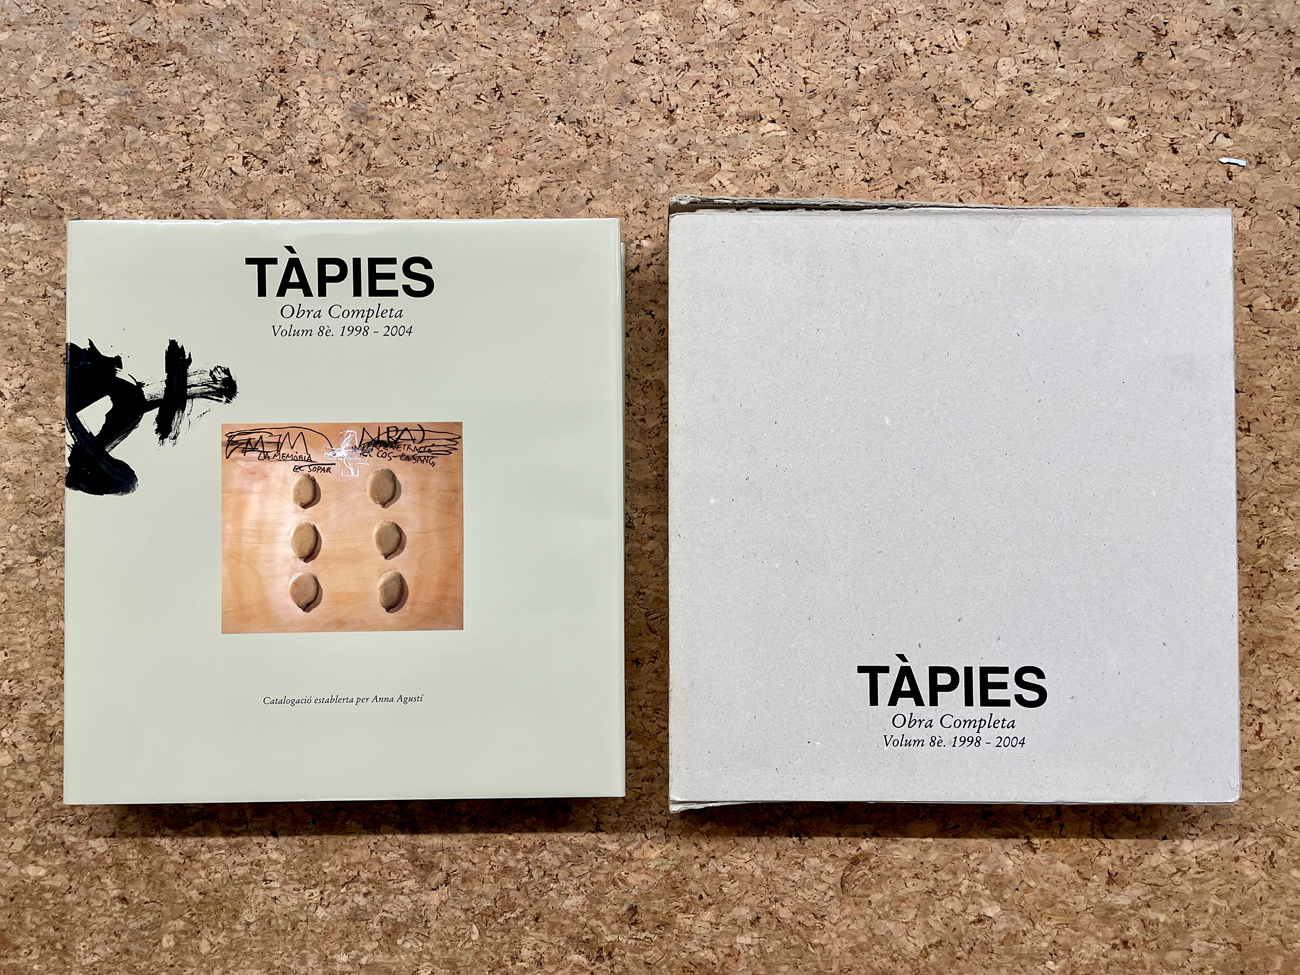 TÀPIES
Obra Completa
Volum 8è. 1998 - 2004
LA MEMÒRIA
EL SOPAR
EL COS - LA SANG
Catalogació establerta per Anna Agustí
TÀPIES
Obra Completa
Volum 8è. 1998 - 2004